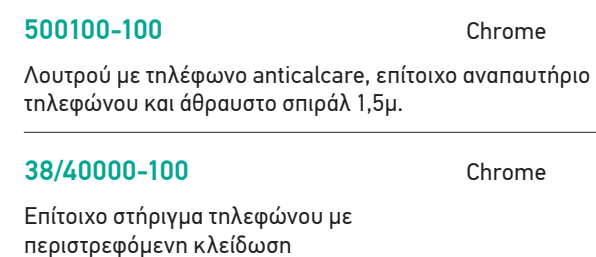 500100-100 Chrome
Λουτρού με τηλέφωνο anticalcare, επίτοιχο αναπαυτήριο
τηλεφώνου και άθραυστο σπιράλ 1,5μ.
38/40000-100 Chrome
Επίτοιχο στήριγμα τηλεφώνου με
περιστρεφόμενη κλείδωση